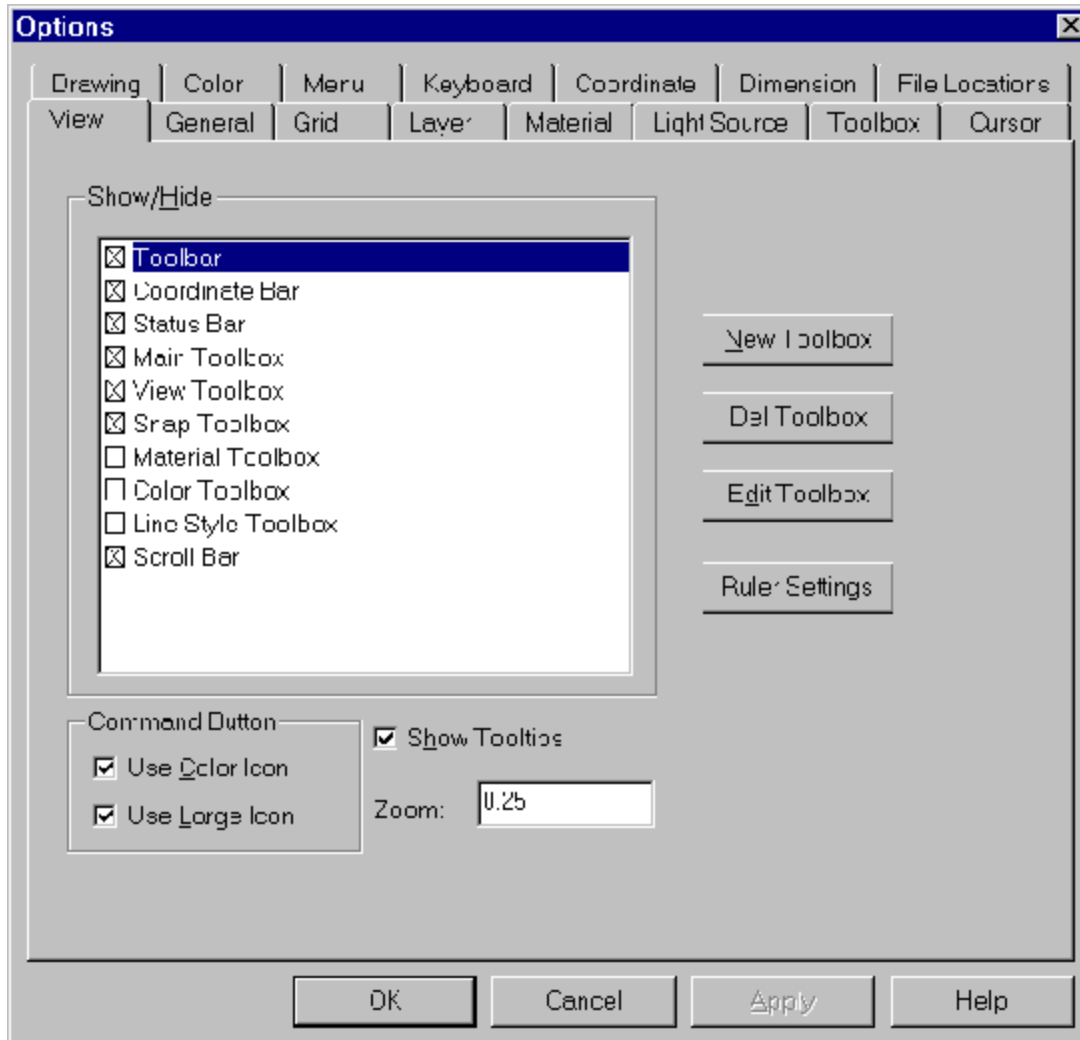 Options
Drawing Color Menu Keyboard Coordinate Dimension File Locations
View General Grid Layer Material Light Source Toolbox Cursor
Show/Hide
Toolbar
Coordinate Bar
Status Bar
Main Toolbox
View Toolbox
Snap Toolbox
Material Toolbox
Color Toolbox
Line Style Toolbox
Scroll Bar
New Toolbox
Del Toolbox
Edit Toolbox
Ruler Settings
Command Button
Use Color Icon
Use Large Icon
Show Tooltips
Zoom: 0.25
OK Cancel Apply Help